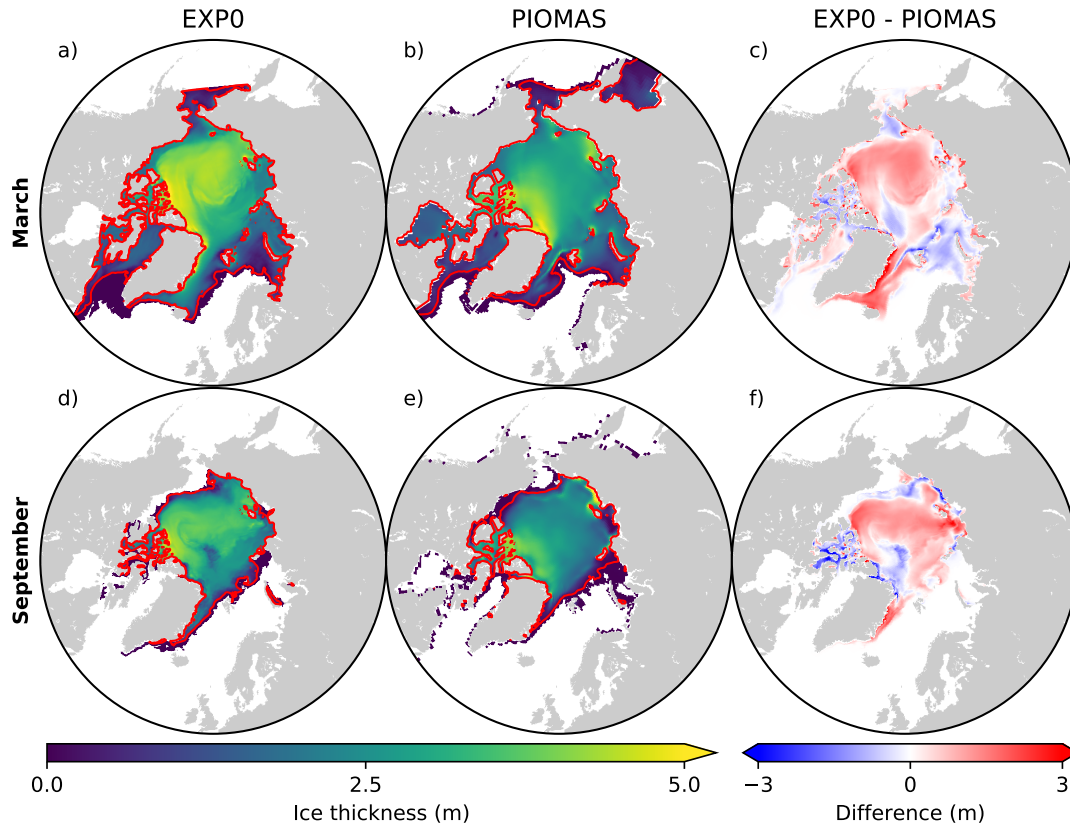 EXP0 PIOMAS EXP0 - PIOMAS
a) b) c)
March
d) e) f)
September
0.0 2.5 5.0 −3 0 3
Ice thickness (m) Difference (m)